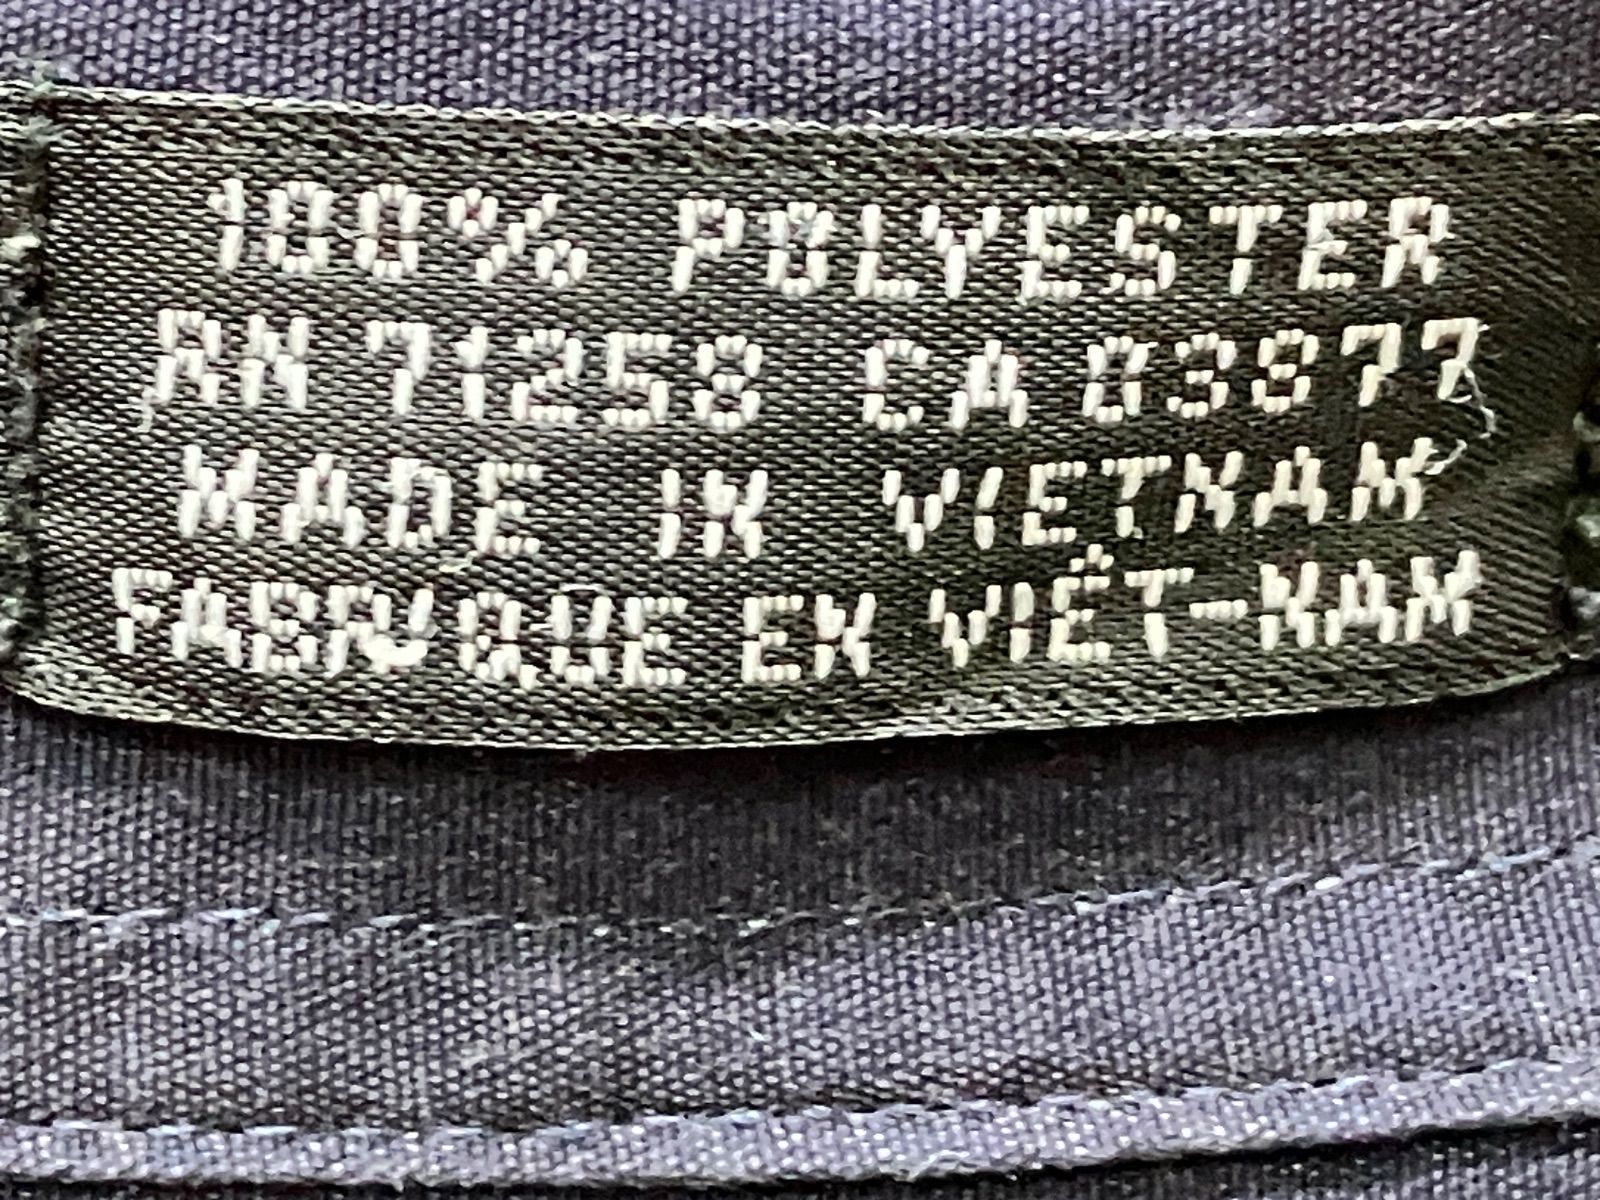 100% POLYESTER
RN 71258 CA 03877
MADE IN VIETNAM
FABRIQUE EN VIÊT-NAM